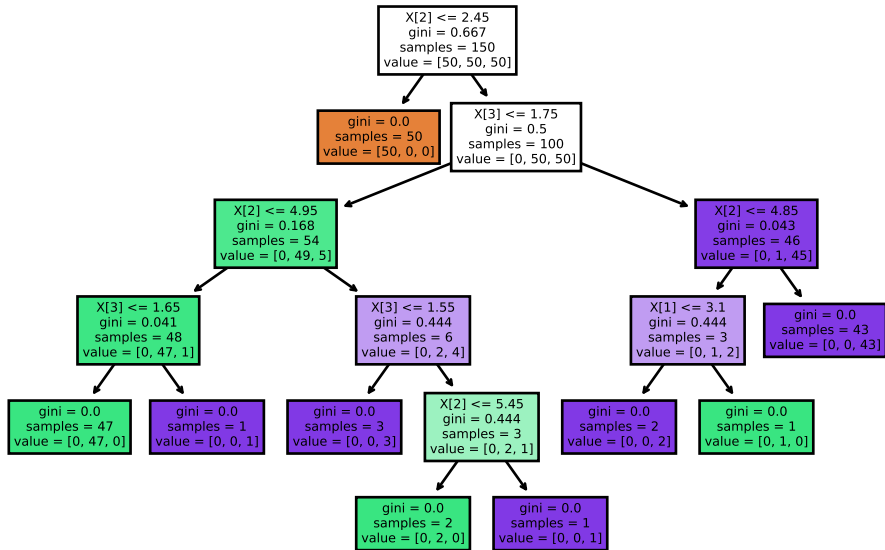 X[2] <= 2.45
gini = 0.667
samples = 150
value = [50, 50, 50]
gini = 0.0
samples = 50
value = [50, 0, 0]
X[3] <= 1.75
gini = 0.5
samples = 100
value = [0, 50, 50]
X[2] <= 4.95
gini = 0.168
samples = 54
value = [0, 49, 5]
X[2] <= 4.85
gini = 0.043
samples = 46
value = [0, 1, 45]
X[3] <= 1.65
gini = 0.041
samples = 48
value = [0, 47, 1]
X[3] <= 1.55
gini = 0.444
samples = 6
value = [0, 2, 4]
X[1] <= 3.1
gini = 0.444
samples = 3
value = [0, 1, 2]
gini = 0.0
samples = 43
value = [0, 0, 43]
gini = 0.0
samples = 47
value = [0, 47, 0]
gini = 0.0
samples = 1
value = [0, 0, 1]
gini = 0.0
samples = 3
value = [0, 0, 3]
X[2] <= 5.45
gini = 0.444
samples = 3
value = [0, 2, 1]
gini = 0.0
samples = 2
value = [0, 0, 2]
gini = 0.0
samples = 1
value = [0, 1, 0]
gini = 0.0
samples = 2
value = [0, 2, 0]
gini = 0.0
samples = 1
value = [0, 0, 1]